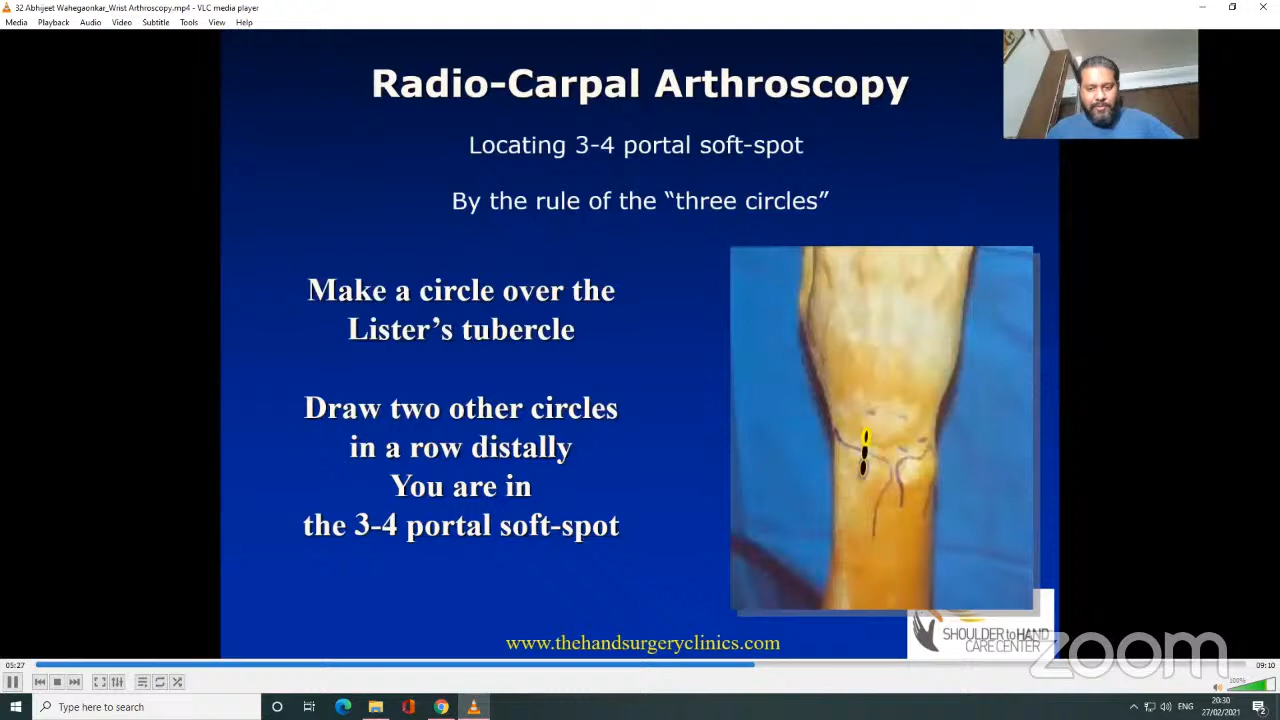 32 Abhijeet Wahegaonkar_Wrist Arthroscopy.mp4 - VLC media player
Media Playback Audio Video Subtitle Tools View Help
Radio-Carpal Arthroscopy
Locating 3-4 portal soft-spot
By the rule of the “three circles”
Make a circle over the
Lister’s tubercle
Draw two other circles
in a row distally
You are in
the 3-4 portal soft-spot
SHOULDER to HAND
CARE CENTER
www.thehandsurgeryclinics.com
zoom
05:27
09:10
100%
Type here to search
ENG
20:30
27/02/2021
2